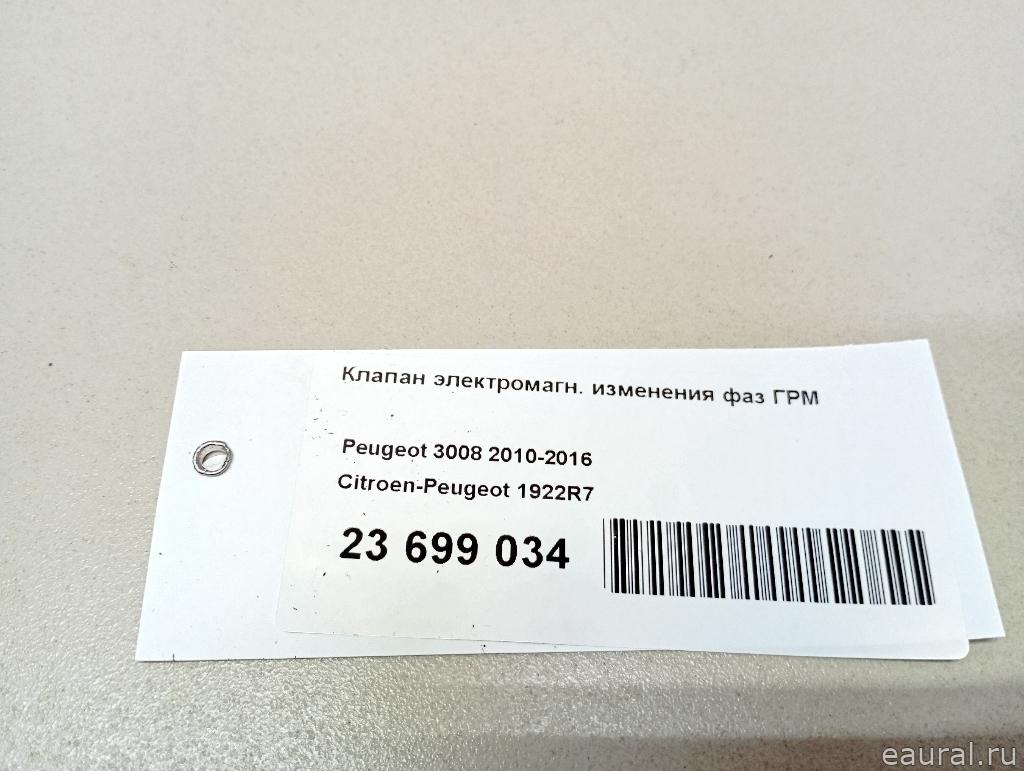 Клапан электромагн. изменения фаз ГРМ
Peugeot 3008 2010-2016
Citroen-Peugeot 1922R7
23 699 034
eaural.ru